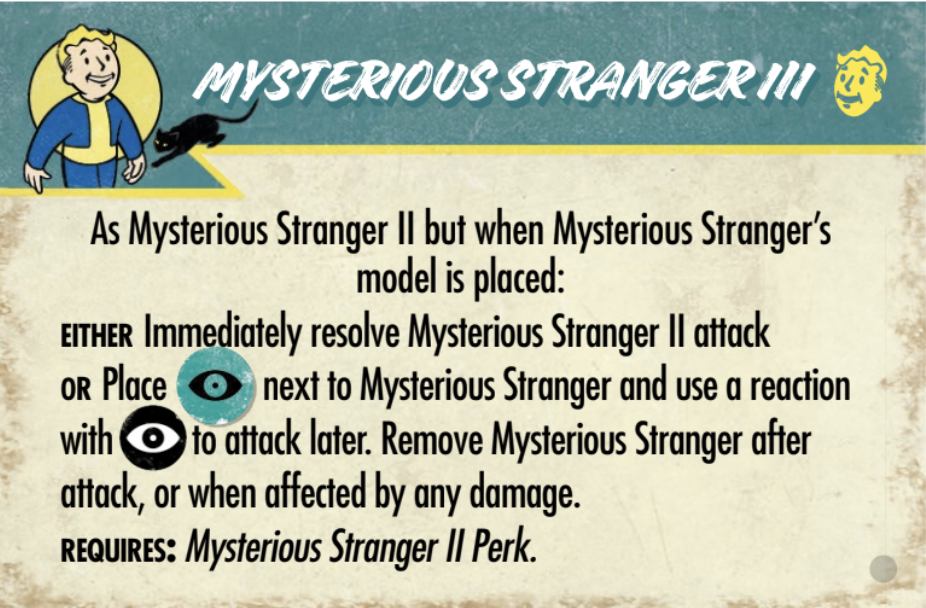 MYSTERIOUS STRANGER III
As Mysterious Stranger II but when Mysterious Stranger's
model is placed:
EITHER Immediately resolve Mysterious Stranger II attack
OR Place next to Mysterious Stranger and use a reaction
with to attack later. Remove Mysterious Stranger after
attack, or when affected by any damage.
REQUIRES: Mysterious Stranger II Perk.